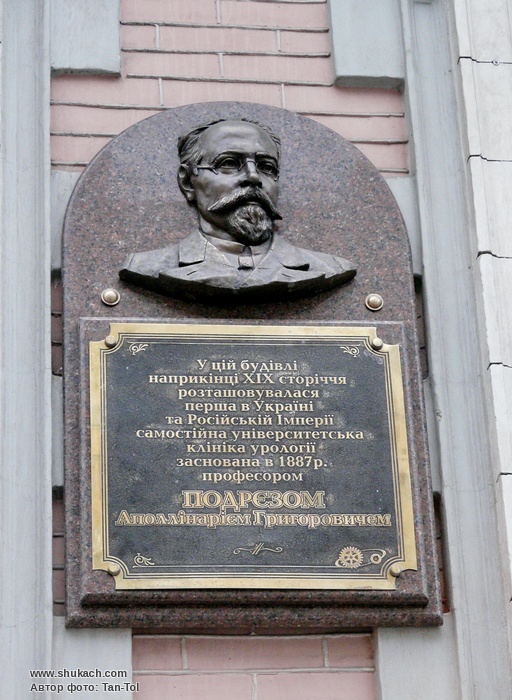 У цій будівлі
наприкінці XIX сторіччя
розташовувалася
перша в Україні
та Російській Імперії
самостійна університетська
клініка урології
заснована в 1887р.
професором
ПОДРЄЗОМ
Аполлінарієм Григоровичем
www.shukach.com
Автор фото: Tan-Tol